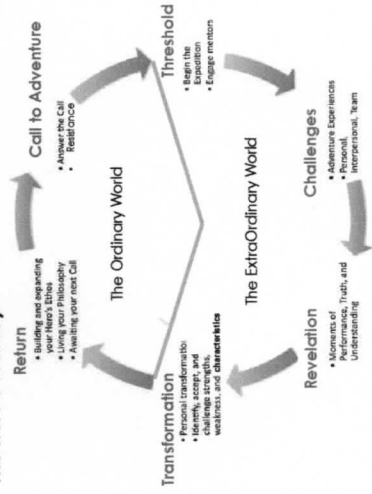 Call to Adventure
• Answer the Call
• Resistance
Threshold
• Begin the
Expedition
• Engage mentors
Challenges
• Adventure Experiences
• Personal,
Interpersonal, Team
Revelation
• Moments of
Performance, Truth, and
Understanding
Transformation
• Personal transformation
• Identify, accept, and
challenge strengths,
weakness, and characteristics
Return
• Building and expanding
your Hero's Ethos
• Living your Philosophy
• Awaiting your next Call
The Ordinary World
The ExtraOrdinary World